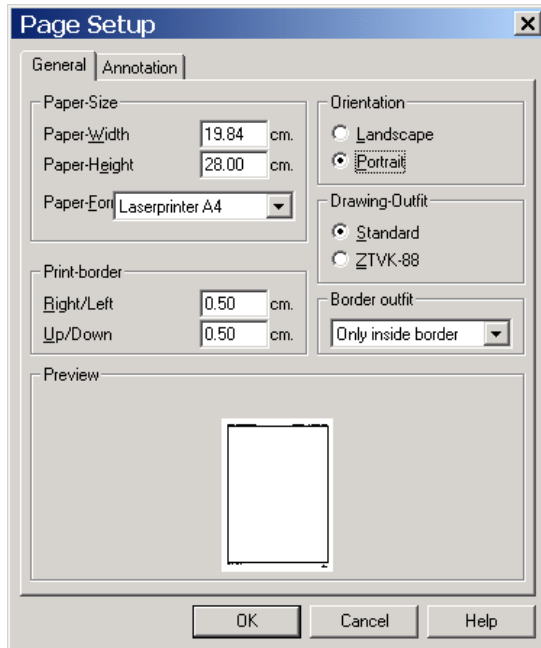 Page Setup
General
Annotation
Paper-Size
Paper-Width 19.84 cm.
Paper-Height 28.00 cm.
Paper-For Laserprinter A4
Orientation
Landscape
Portrait
Drawing-Outfit
Standard
ZTVK-88
Print-border
Right/Left 0.50 cm.
Up/Down 0.50 cm.
Border outfit
Only inside border
Preview
OK
Cancel
Help